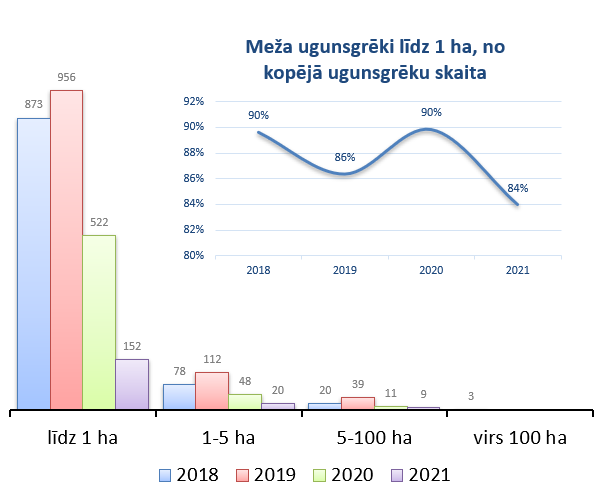 Meža ugunsgrēki līdz 1 ha, no
kopējā ugunsgrēku skaita
92%
90%
88%
86%
84%
82%
80%
90%
86%
90%
84%
2018 2019 2020 2021
873 956 522 152
78 112 48 20
20 39 11 9
3
līdz 1 ha 1-5 ha 5-100 ha virs 100 ha
2018 2019 2020 2021